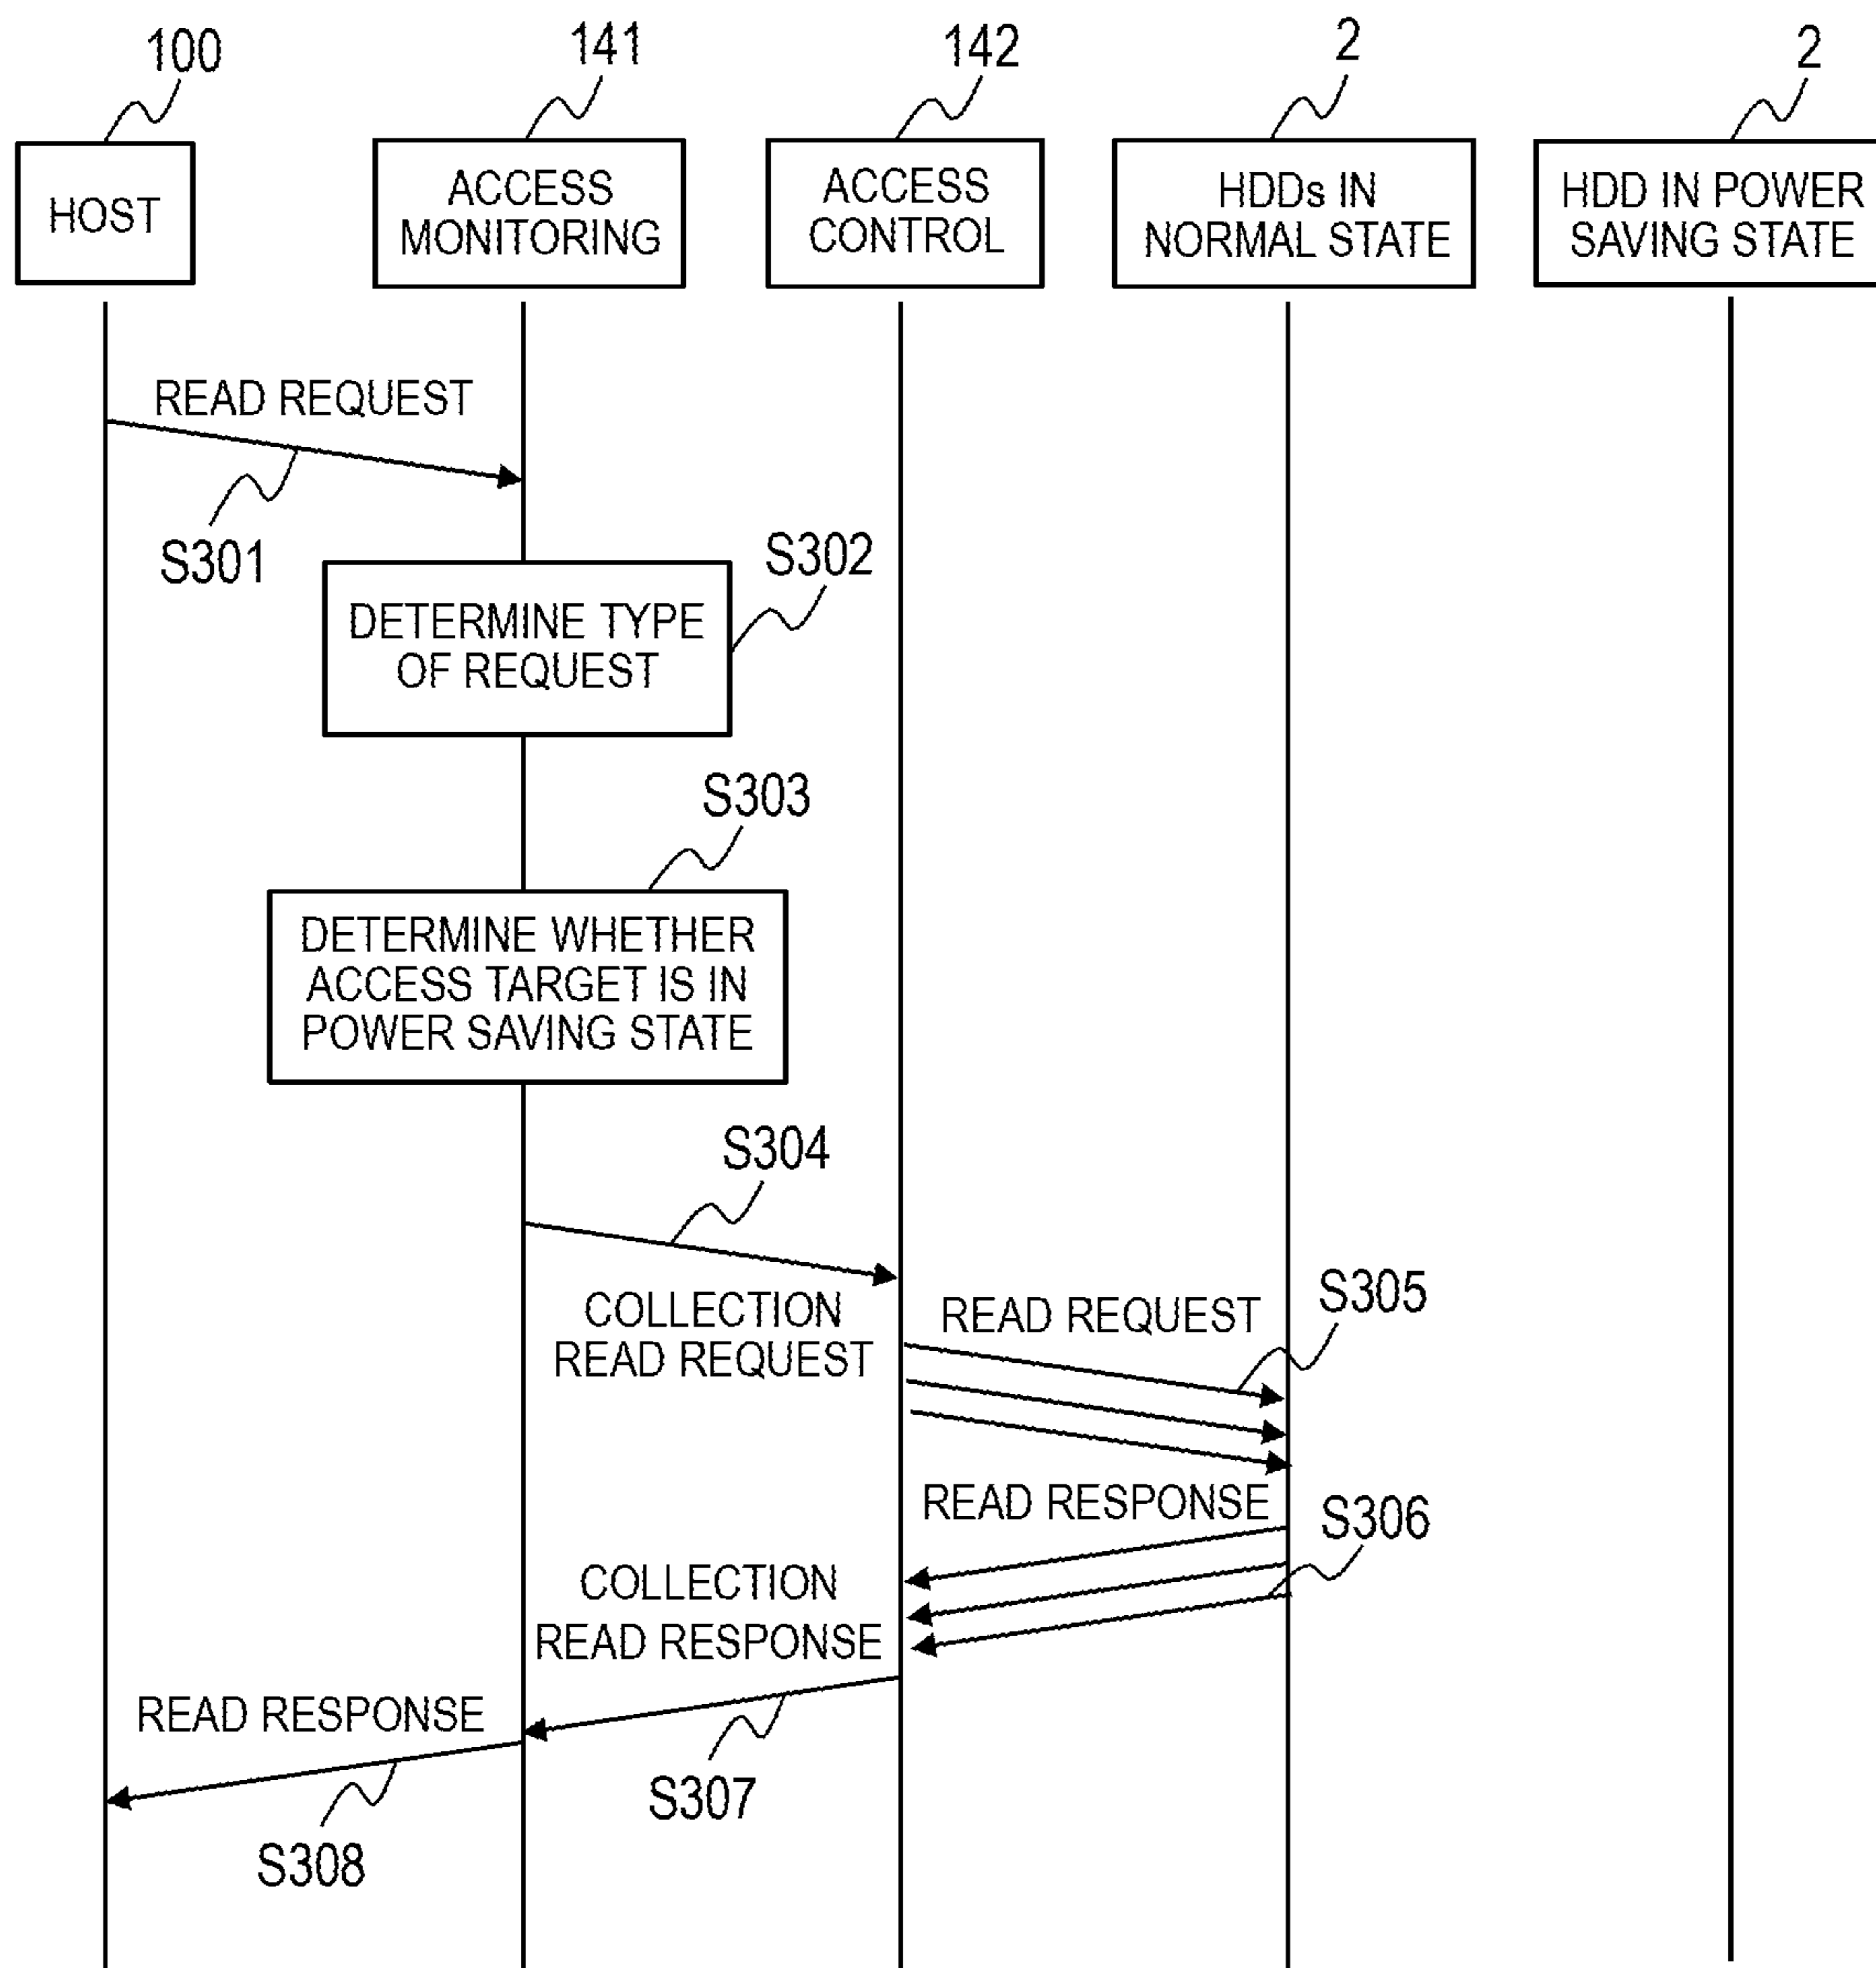 100
141
142
2
2
HOST
ACCESS
MONITORING
ACCESS
CONTROL
HDDs IN
NORMAL STATE
HDD IN POWER
SAVING STATE
READ REQUEST
S301
S302
DETERMINE TYPE
OF REQUEST
S303
DETERMINE WHETHER
ACCESS TARGET IS IN
POWER SAVING STATE
S304
COLLECTION
READ REQUEST
READ REQUEST
S305
READ RESPONSE
S306
COLLECTION
READ RESPONSE
S307
READ RESPONSE
S308